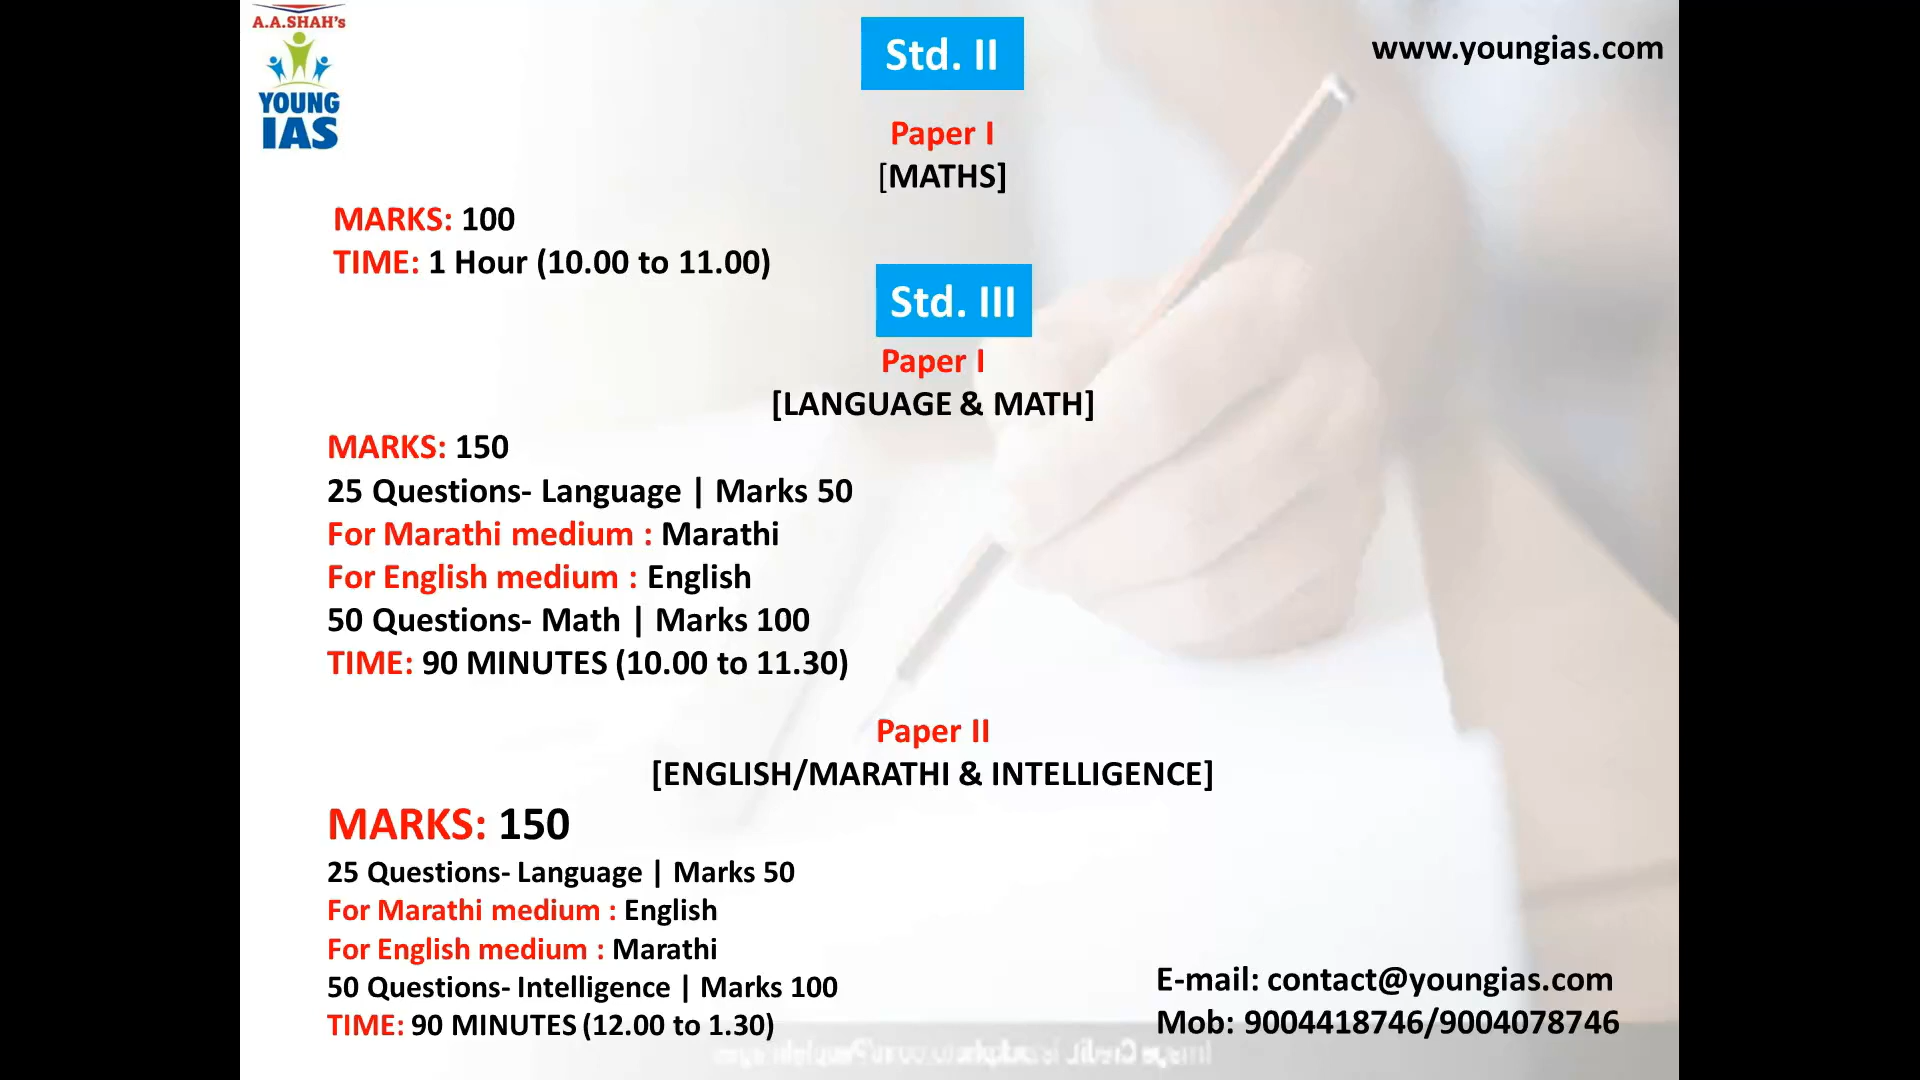 A.A.SHAH's
YOUNG
IAS
www.youngias.com
Std. II
Paper I
[MATHS]
MARKS: 100
TIME: 1 Hour (10.00 to 11.00)
Std. III
Paper I
[LANGUAGE & MATH]
MARKS: 150
25 Questions- Language | Marks 50
For Marathi medium : Marathi
For English medium : English
50 Questions- Math | Marks 100
TIME: 90 MINUTES (10.00 to 11.30)
Paper II
[ENGLISH/MARATHI & INTELLIGENCE]
MARKS: 150
25 Questions- Language | Marks 50
For Marathi medium : English
For English medium : Marathi
50 Questions- Intelligence | Marks 100
TIME: 90 MINUTES (12.00 to 1.30)
E-mail: contact@youngias.com
Mob: 9004418746/9004078746